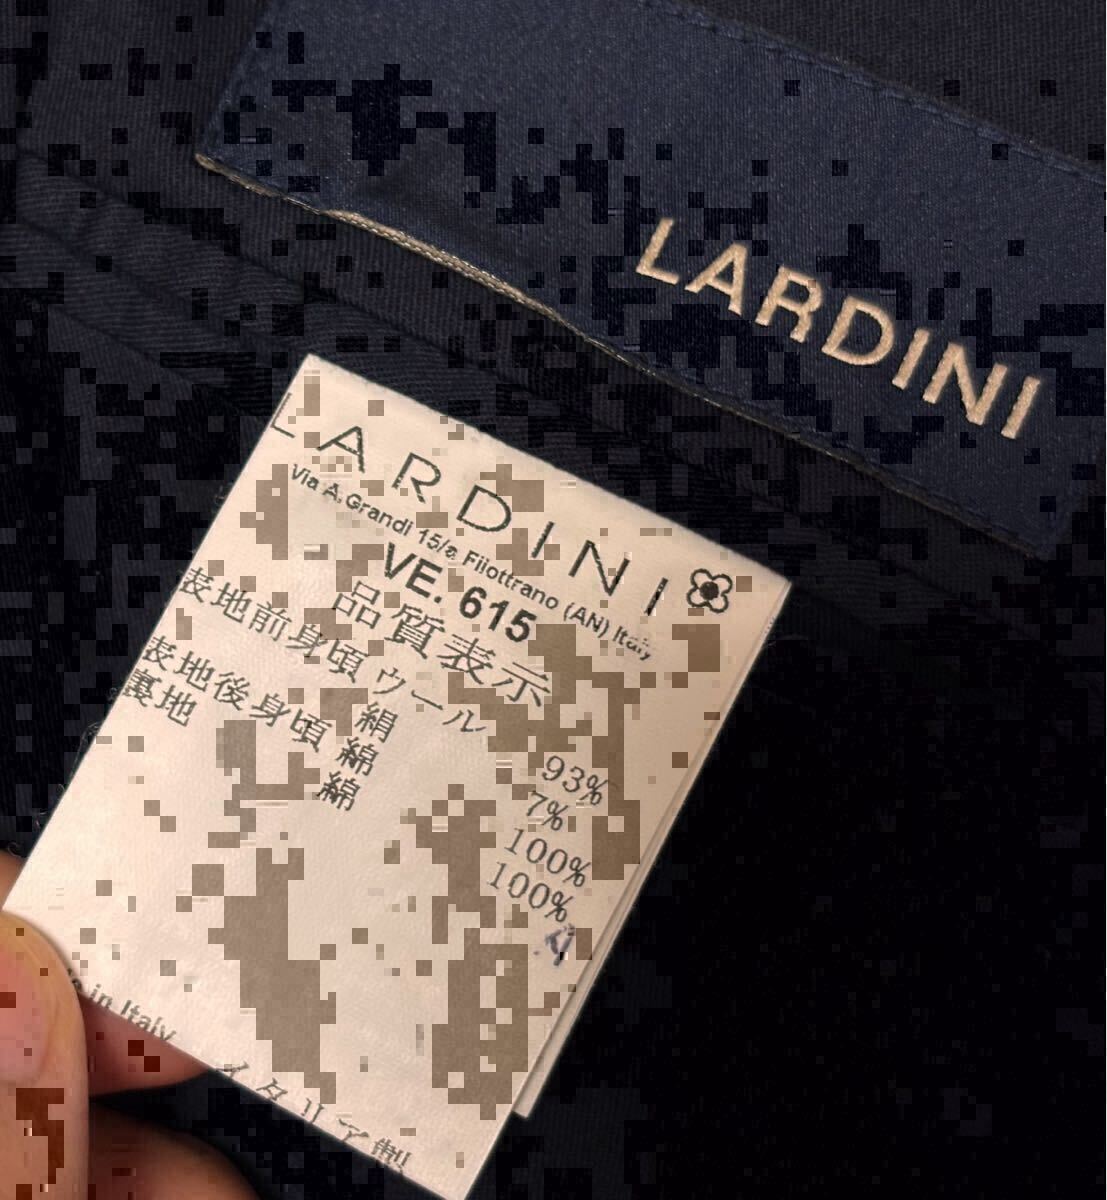 LARDINI
LARDINI
Via A. Grandi 15/a Filottrano (AN) Italy
VE. 615
品質表示
表地前身頃 ウール 93%
絹 7%
表地後身頃 綿 100%
裏地 綿 100%
in Italy
イタリア製